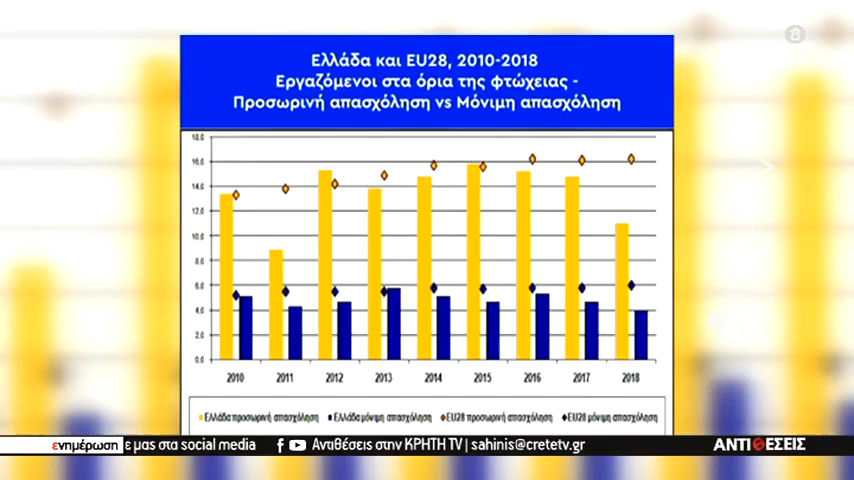 8
Ελλάδα και EU28, 2010-2018
Εργαζόμενοι στα όρια της φτώχειας -
Προσωρινή απασχόληση vs Μόνιμη απασχόληση
18,0
16,0
14,0
12,0
10,0
8,0
6,0
4,0
2,0
0,0
2010 2011 2012 2013 2014 2015 2016 2017 2018
Ελλάδα προσωρινή απασχόληση Ελλάδα μόνιμη απασχόληση EU28 προσωρινή απασχόληση EU28 μόνιμη απασχόληση
ενημέρωση ε μας στα social media Αντιθέσεις στην ΚΡΗΤΗ TV | sahinis@cretetv.gr ΑΝΤΙΘΕΣΕΙΣ